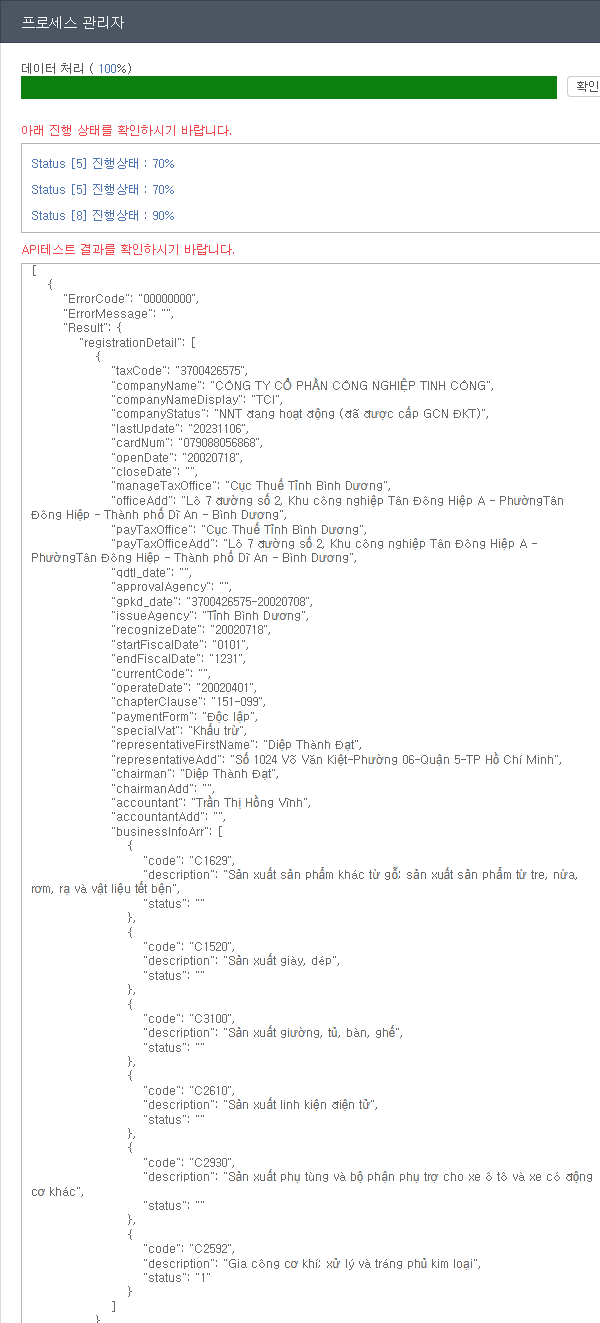 프로세스 관리자
데이터 처리 ( 100%)
확인
아래 진행 상태를 확인하시기 바랍니다.
Status [5] 진행상태 : 70%
Status [5] 진행상태 : 70%
Status [8] 진행상태 : 90%
API테스트 결과를 확인하시기 바랍니다.
[
{
"ErrorCode": "00000000",
"ErrorMessage": "",
"Result": {
"registrationDetail": [
{
"taxCode": "3700426575",
"companyName": "CÔNG TY CỔ PHẦN CÔNG NGHIỆP TINH CÔNG",
"companyNameDisplay": "TCI",
"companyStatus": "NNT đang hoạt động (đã được cấp GCN ĐKT)",
"lastUpdate": "20231106",
"cardNum": "079088056868",
"openDate": "20020718",
"closeDate": "",
"manageTaxOffice": "Cục Thuế Tỉnh Bình Dương",
"officeAdd": "Lô 7 đường số 2, Khu công nghiệp Tân Đông Hiệp A - PhườngTân
Đông Hiệp - Thành phố Dĩ An - Bình Dương",
"payTaxOffice": "Cục Thuế Tỉnh Bình Dương",
"payTaxOfficeAdd": "Lô 7 đường số 2, Khu công nghiệp Tân Đông Hiệp A -
PhườngTân Đông Hiệp - Thành phố Dĩ An - Bình Dương",
"qdtl_date": "",
"approvalAgency": "",
"gpkd_date": "3700426575-20020708",
"issueAgency": "Tỉnh Bình Dương",
"recognizeDate": "20020718",
"startFiscalDate": "0101",
"endFiscalDate": "1231",
"currentCode": "",
"operateDate": "20020401",
"chapterClause": "151-099",
"paymentForm": "Độc lập",
"specialVat": "Khấu trừ",
"representativeFirstName": "Diệp Thành Đạt",
"representativeAdd": "Số 1024 Võ Văn Kiệt-Phường 06-Quận 5-TP Hồ Chí Minh",
"chairman": "Diệp Thành Đạt",
"chairmanAdd": "",
"accountant": "Trần Thị Hồng Vĩnh",
"accountantAdd": "",
"businessInfoArr": [
{
"code": "C1629",
"description": "Sản xuất sản phẩm khác từ gỗ; sản xuất sản phẩm từ tre, nứa,
rơm, rạ và vật liệu tết bện",
"status": ""
},
{
"code": "C1520",
"description": "Sản xuất giày, dép",
"status": ""
},
{
"code": "C3100",
"description": "Sản xuất giường, tủ, bàn, ghế",
"status": ""
},
{
"code": "C2610",
"description": "Sản xuất linh kiện điện tử",
"status": ""
},
{
"code": "C2930",
"description": "Sản xuất phụ tùng và bộ phận phụ trợ cho xe ô tô và xe có động
cơ khác",
"status": ""
},
{
"code": "C2592",
"description": "Gia công cơ khí; xử lý và tráng phủ kim loại",
"status": "1"
}
]
}